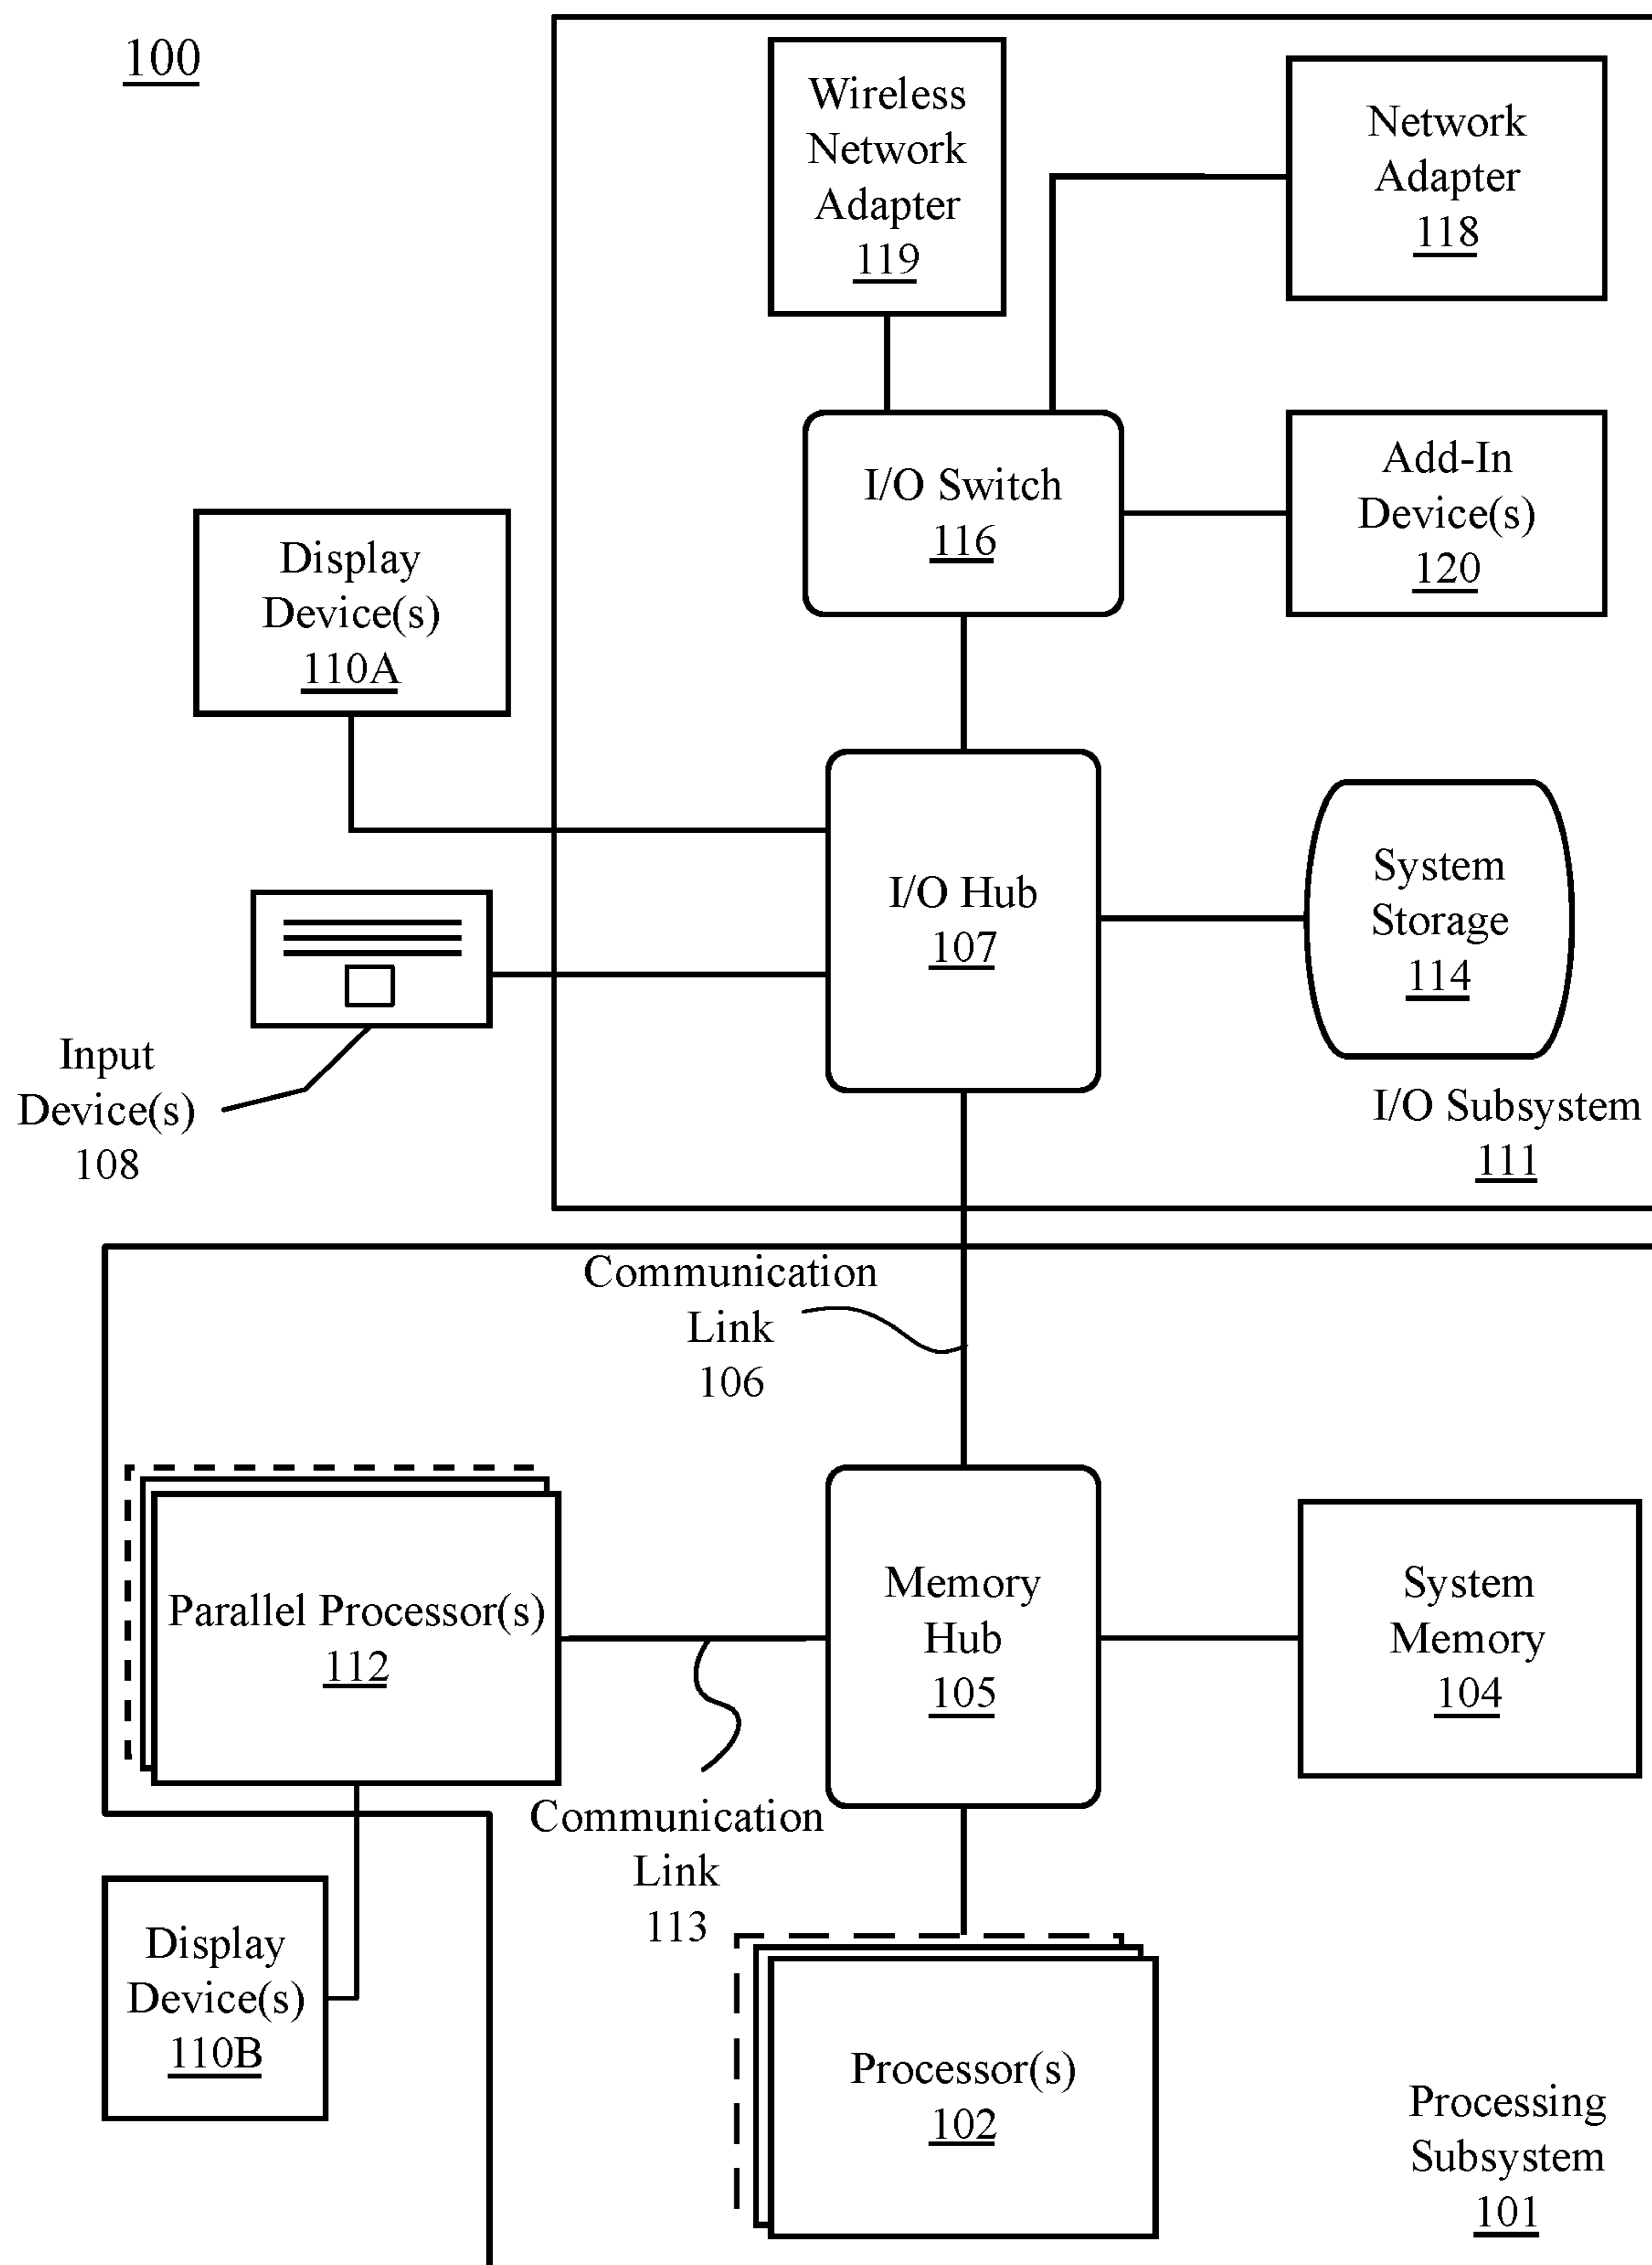 100
Wireless
Network
Adapter
119
Network
Adapter
118
I/O Switch
116
Add-In
Device(s)
120
Display
Device(s)
110A
I/O Hub
107
System
Storage
114
Input
Device(s)
108
I/O Subsystem
111
Communication
Link
106
Parallel Processor(s)
112
Memory
Hub
105
System
Memory
104
Communication
Link
113
Display
Device(s)
110B
Processor(s)
102
Processing
Subsystem
101